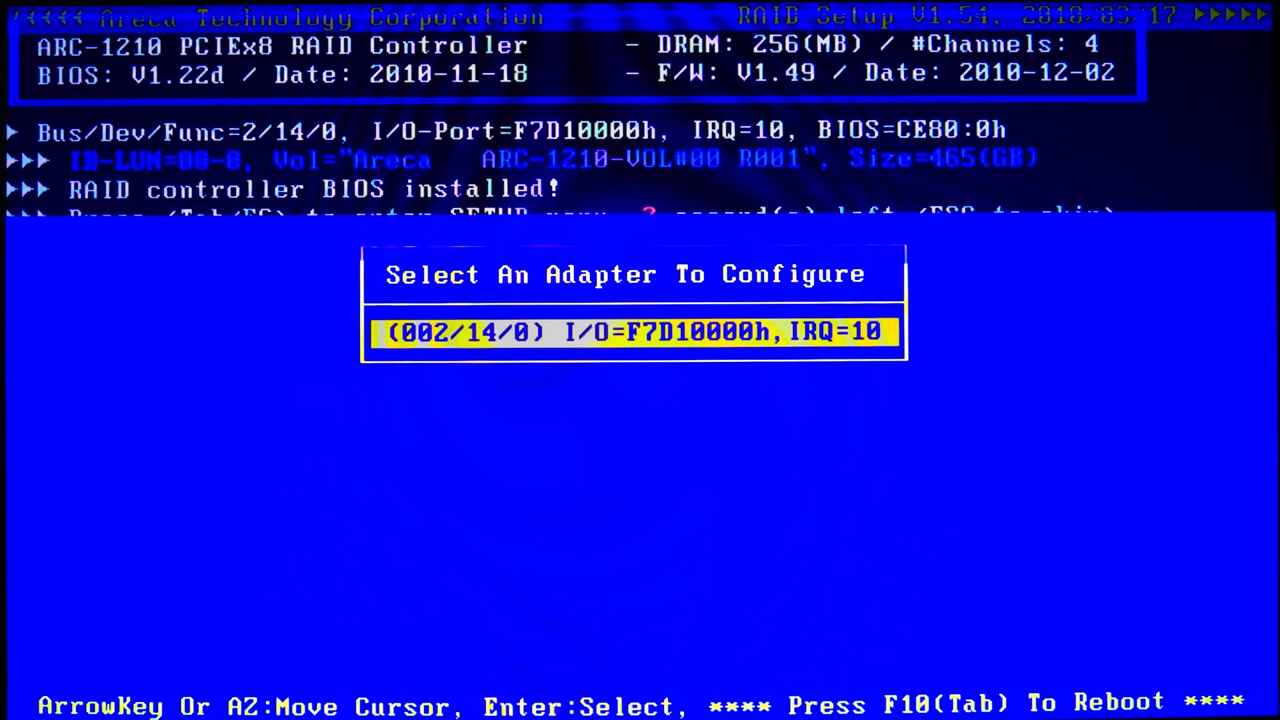 ◄◄◄◄ Areca Technology Corporation RAID Setup V1.54, 2010/03/17 ►►►►►
ARC-1210 PCIEx8 RAID Controller - DRAM: 256(MB) / #Channels: 4
BIOS: V1.22d / Date: 2010-11-18 - F/W: V1.49 / Date: 2010-12-02
► Bus/Dev/Func=2/14/0, I/O-Port=F7D10000h, IRQ=10, BIOS=CE80:0h
►►► ID-LUN=00-0, Vol="Areca ARC-1210-VOL#00 R001", Size=465(GB)
►►► RAID controller BIOS installed!
►►► Press (Tab/F6) to enter SETUP menu. second(s) left (ESC to skip)
Select An Adapter To Configure
(002/14/0) I/O=F7D10000h,IRQ=10
ArrowKey Or AZ:Move Cursor, Enter:Select, **** Press F10(Tab) To Reboot ****